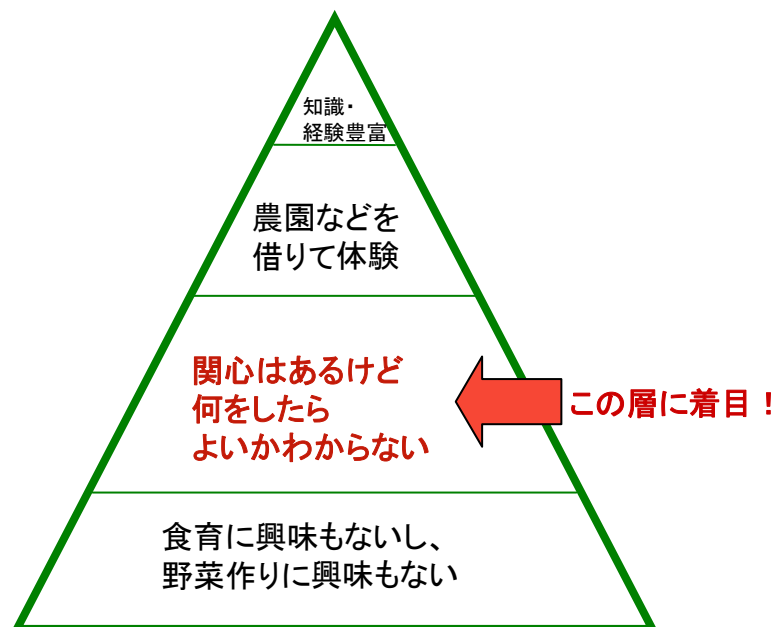 知識・
経験豊富
農園などを
借りて体験
関心はあるけど
何をしたら
よいかわからない
この層に着目！
食育に興味もないし、
野菜作りに興味もない